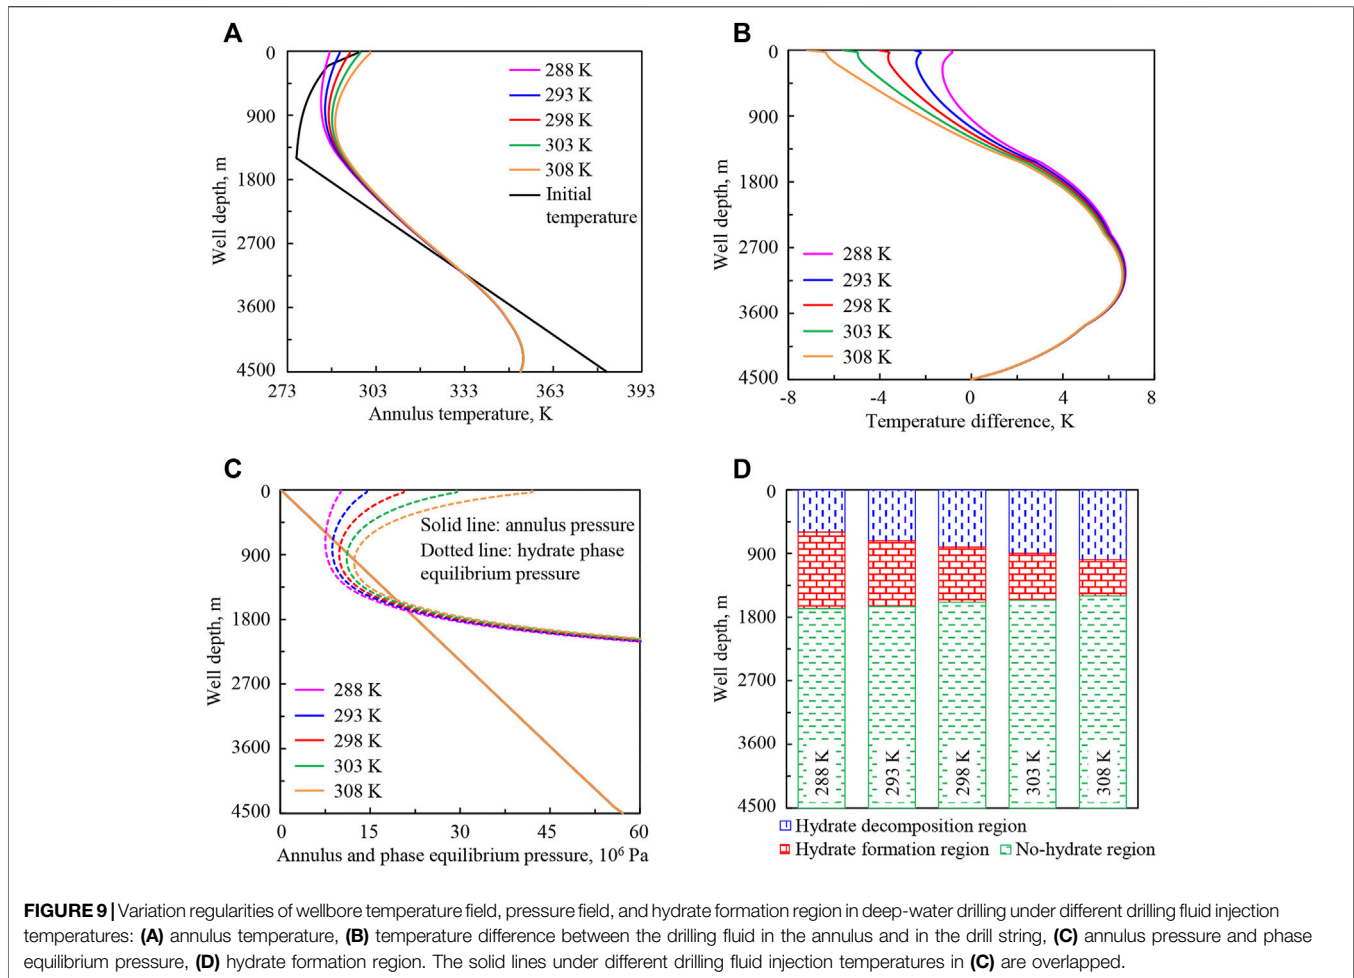 A
0
900
1800
2700
3600
4500
Well depth, m
288 K
293 K
298 K
303 K
308 K
Initial
temperature
273
303
333
363
393
Annulus temperature, K
B
0
900
1800
2700
3600
4500
Well depth, m
288 K
293 K
298 K
303 K
308 K
-8
-4
0
4
8
Temperature difference, K
C
0
900
1800
2700
3600
4500
Well depth, m
Solid line: annulus pressure
Dotted line: hydrate phase
equilibrium pressure
288 K
293 K
298 K
303 K
308 K
0
15
30
45
60
Annulus and phase equilibrium pressure, 10⁶ Pa
D
0
900
1800
2700
3600
4500
Well depth, m
288 K
293 K
298 K
303 K
308 K
Hydrate decomposition region
Hydrate formation region
No-hydrate region
FIGURE 9 | Variation regularities of wellbore temperature field, pressure field, and hydrate formation region in deep-water drilling under different drilling fluid injection
temperatures: (A) annulus temperature, (B) temperature difference between the drilling fluid in the annulus and in the drill string, (C) annulus pressure and phase
equilibrium pressure, (D) hydrate formation region. The solid lines under different drilling fluid injection temperatures in (C) are overlapped.